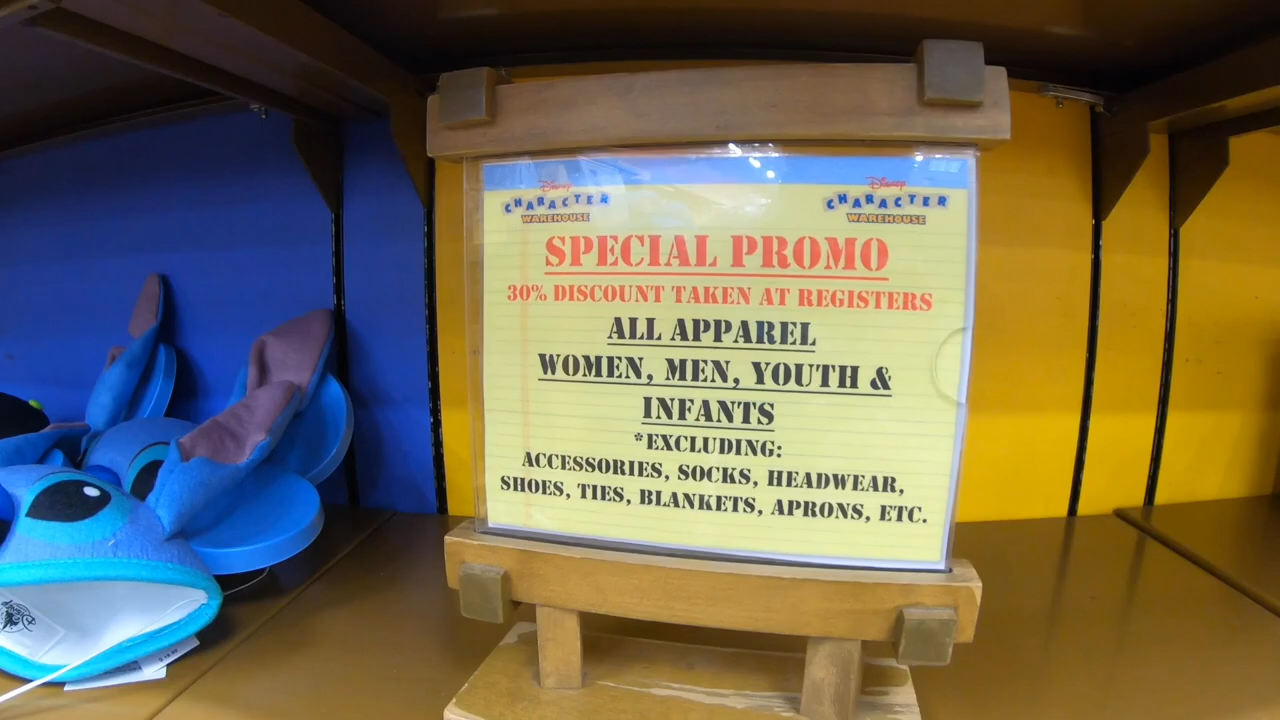 Disney
CHARACTER
WAREHOUSE
Disney
CHARACTER
WAREHOUSE
SPECIAL PROMO
30% DISCOUNT TAKEN AT REGISTERS
ALL APPAREL
WOMEN, MEN, YOUTH &
INFANTS
*EXCLUDING:
ACCESSORIES, SOCKS, HEADWEAR,
SHOES, TIES, BLANKETS, APRONS, ETC.
Disney